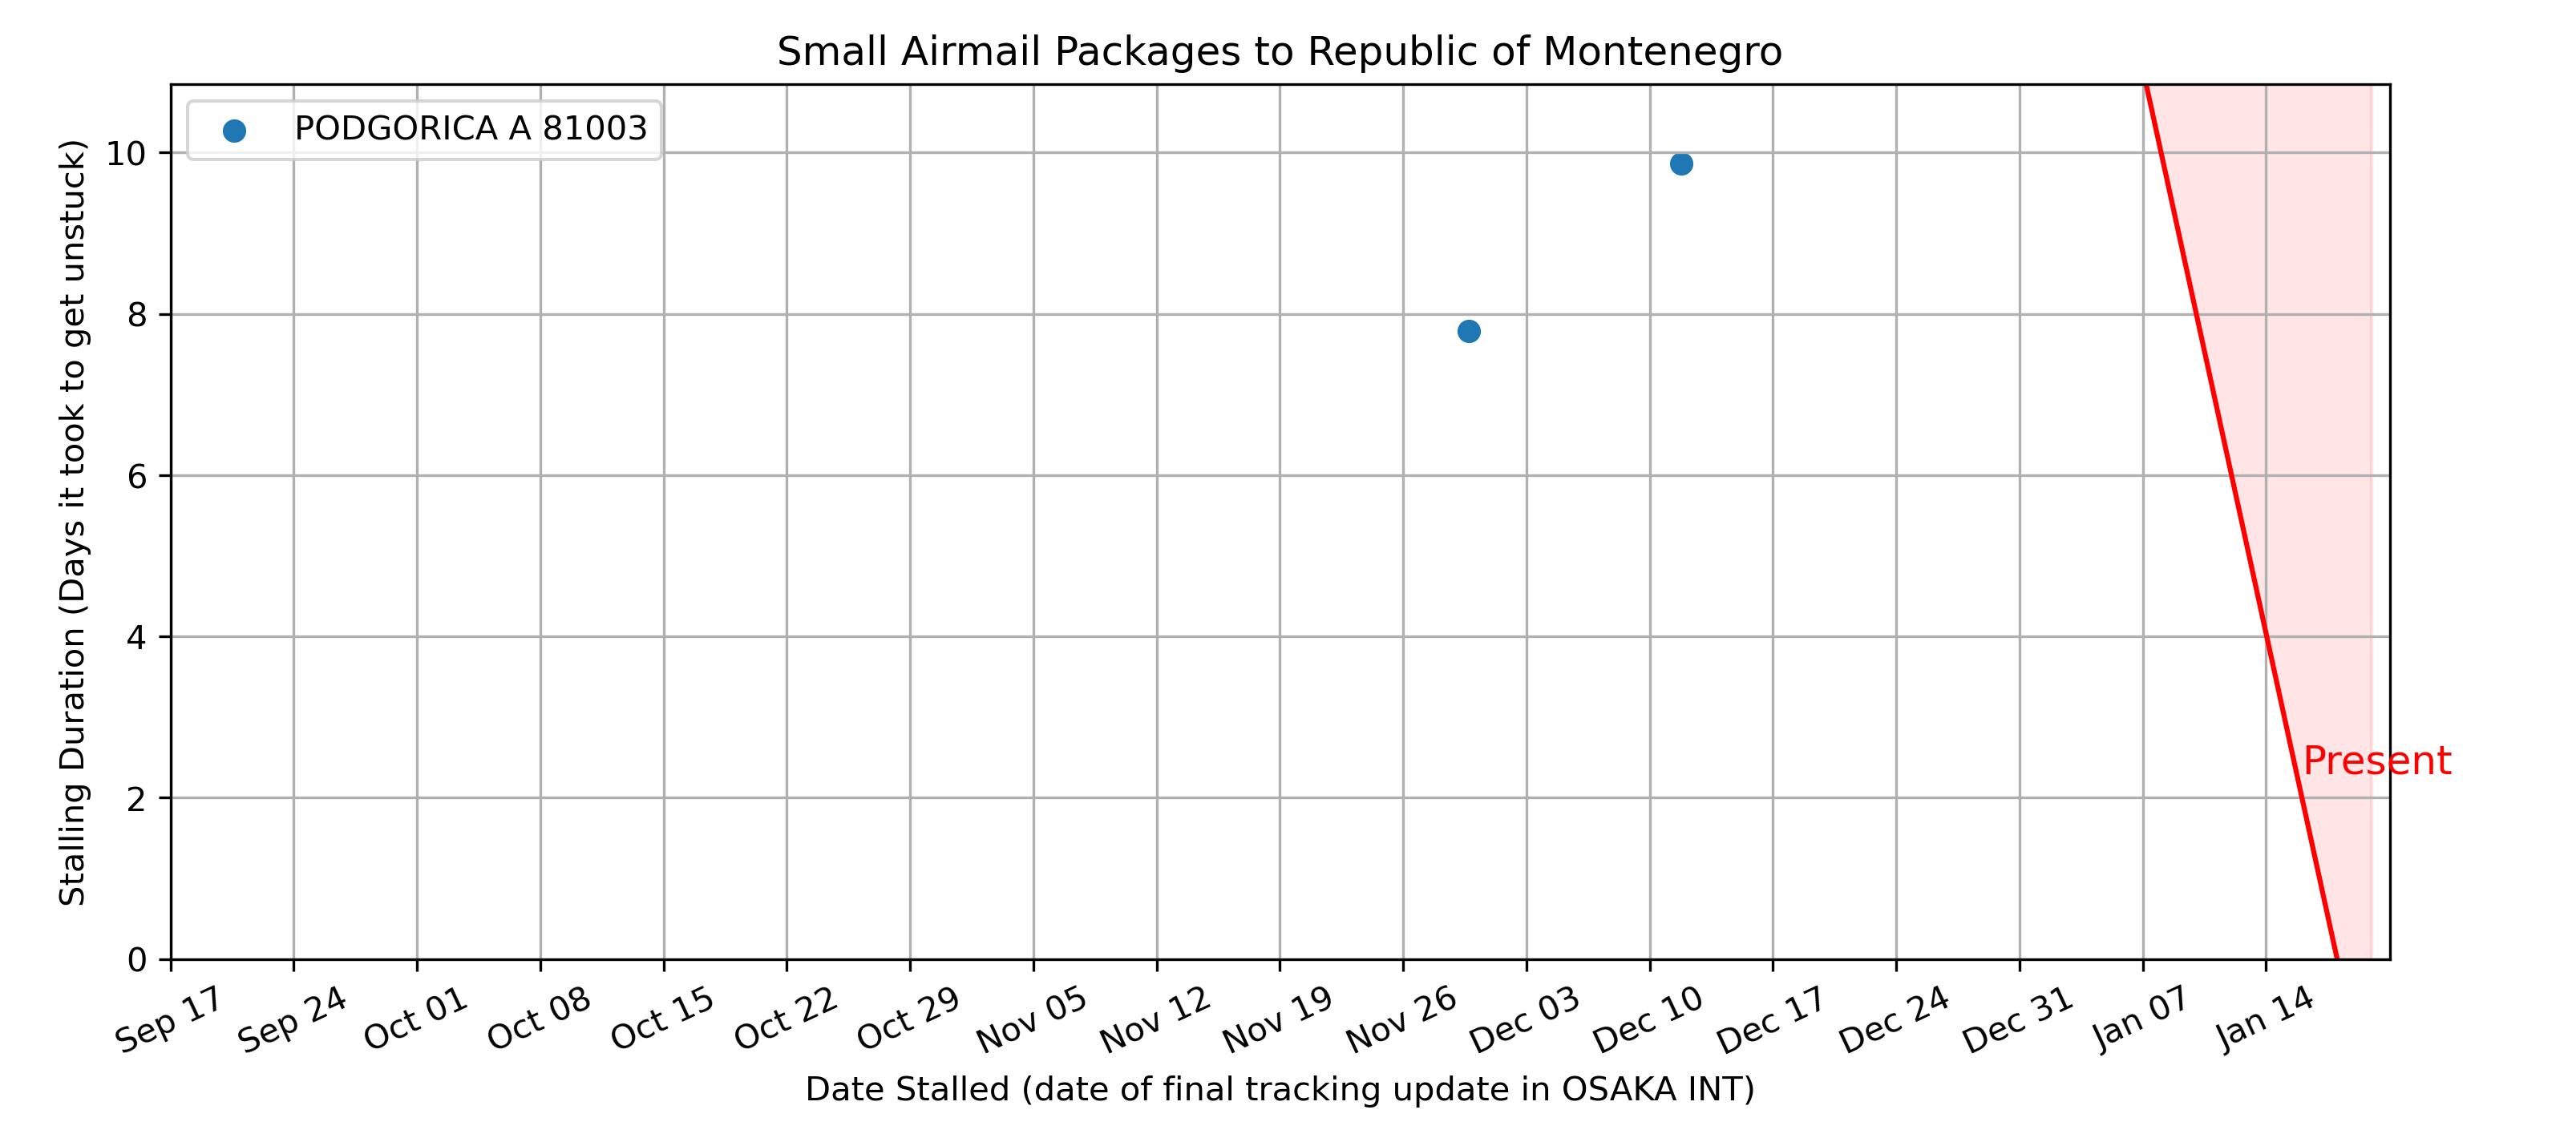 Small Airmail Packages to Republic of Montenegro
PODGORICA A 81003
Stalling Duration (Days it took to get unstuck)
10
8
6
4
2
0
Present
Sep 17
Sep 24
Oct 01
Oct 08
Oct 15
Oct 22
Oct 29
Nov 05
Nov 12
Nov 19
Nov 26
Dec 03
Dec 10
Dec 17
Dec 24
Dec 31
Jan 07
Jan 14
Date Stalled (date of final tracking update in OSAKA INT)